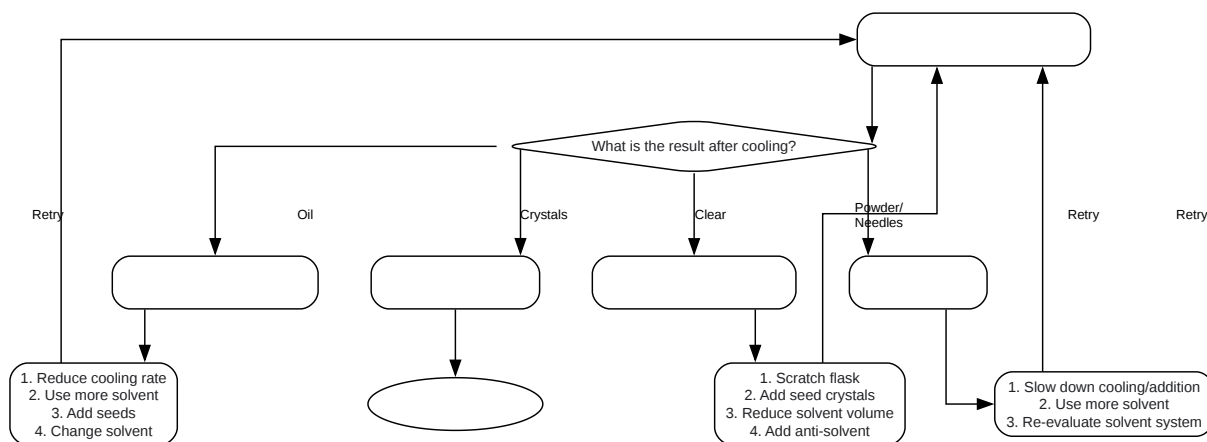 What is the result after cooling?
Retry
Oil
Crystals
Clear
Powder/
Needles
Retry
Retry
1. Reduce cooling rate
2. Use more solvent
3. Add seeds
4. Change solvent
1. Scratch flask
2. Add seed crystals
3. Reduce solvent volume
4. Add anti-solvent
1. Slow down cooling/addition
2. Use more solvent
3. Re-evaluate solvent system